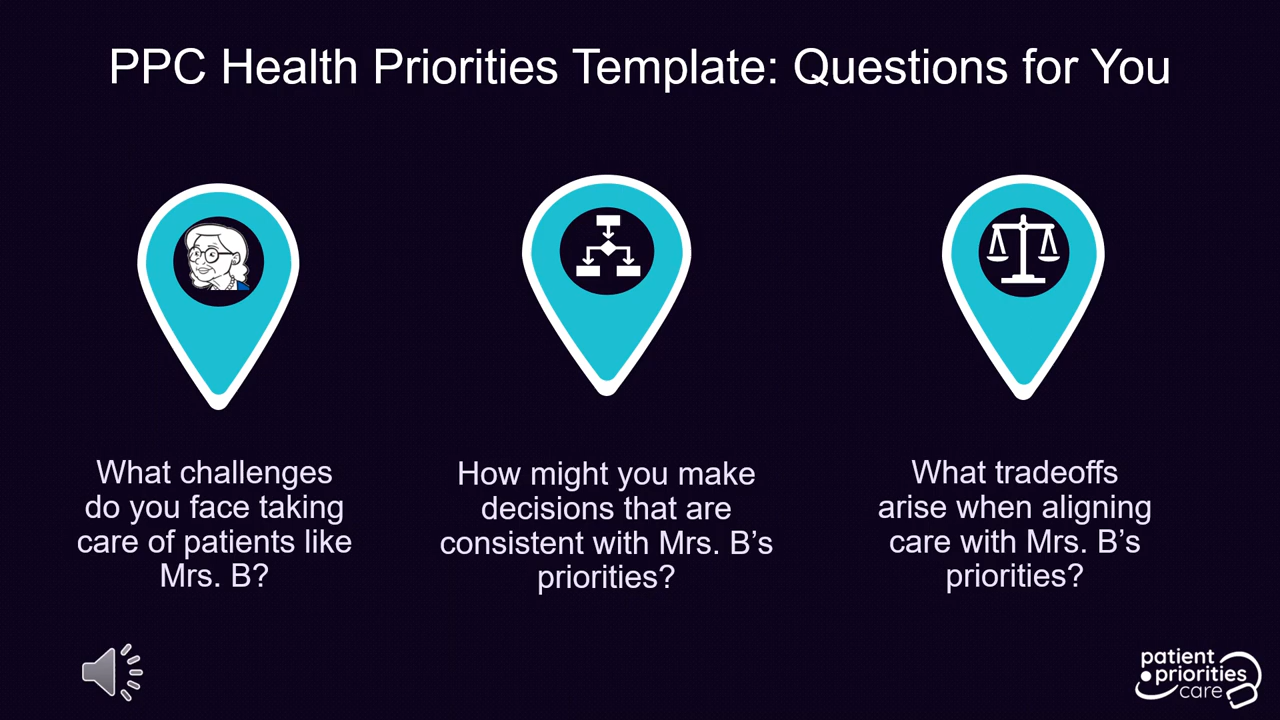 PPC Health Priorities Template: Questions for You
What challenges
do you face taking
care of patients like
Mrs. B?
How might you make
decisions that are
consistent with Mrs. B’s
priorities?
What tradeoffs
arise when aligning
care with Mrs. B’s
priorities?
patient
priorities
care